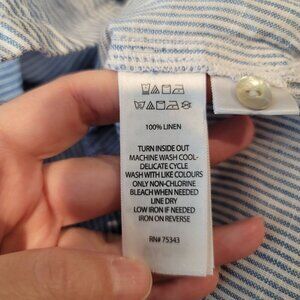 100% LINEN
TURN INSIDE OUT
MACHINE WASH COOL-
DELICATE CYCLE
WASH WITH LIKE COLOURS
ONLY NON-CHLORINE
BLEACH WHEN NEEDED
LINE DRY
LOW IRON IF NEEDED
IRON ON REVERSE
RN# 75343